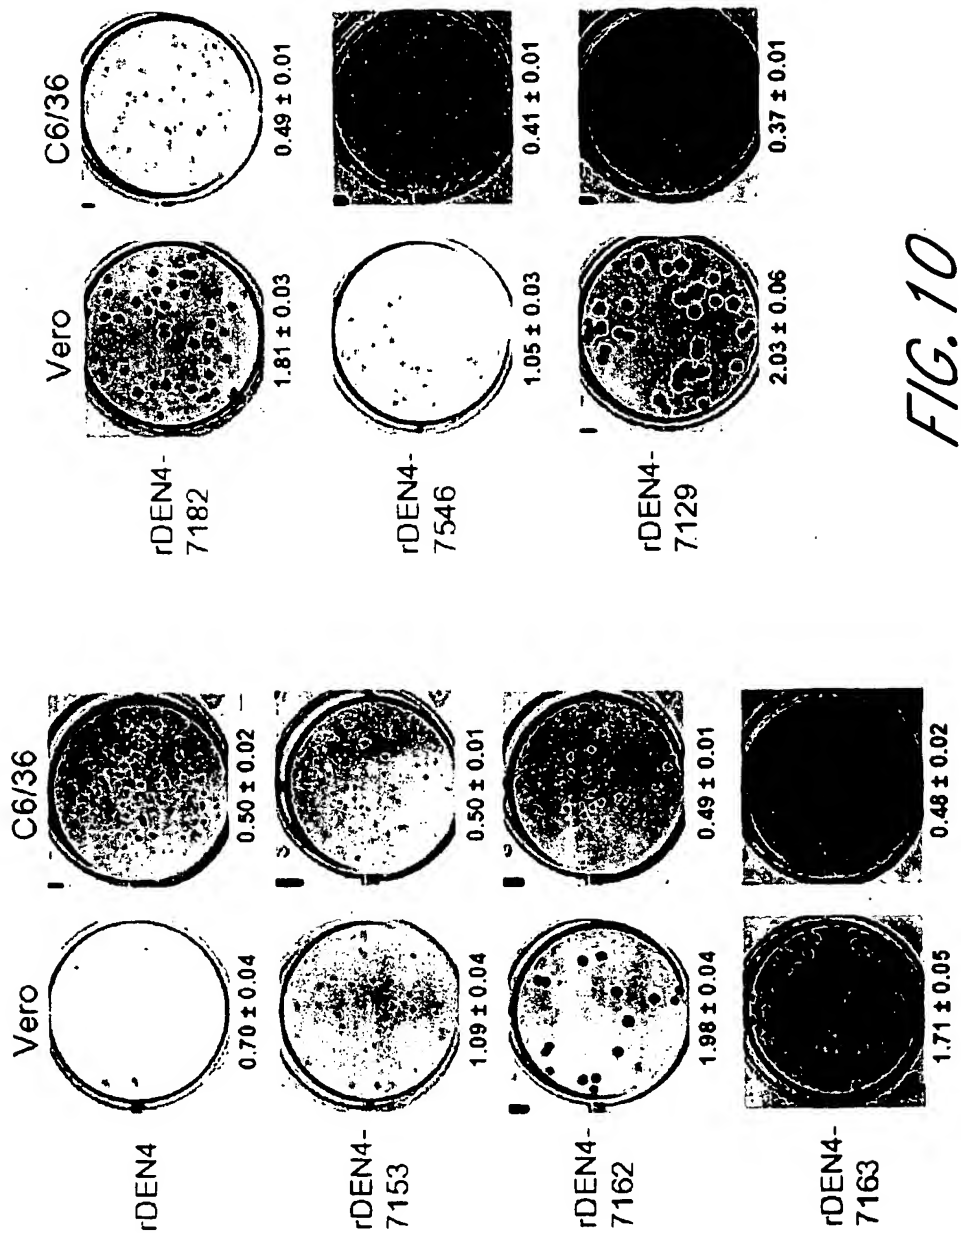 Vero C6/36
rDEN4
0.70 ± 0.04 0.50 ± 0.02
rDEN4-
7153
1.09 ± 0.04 0.50 ± 0.01
rDEN4-
7162
1.98 ± 0.04 0.49 ± 0.01
rDEN4-
7163
1.71 ± 0.05 0.48 ± 0.02
Vero C6/36
rDEN4-
7182
1.81 ± 0.03 0.49 ± 0.01
rDEN4-
7546
1.05 ± 0.03 0.41 ± 0.01
rDEN4-
7129
2.03 ± 0.06 0.37 ± 0.01
FIG. 10